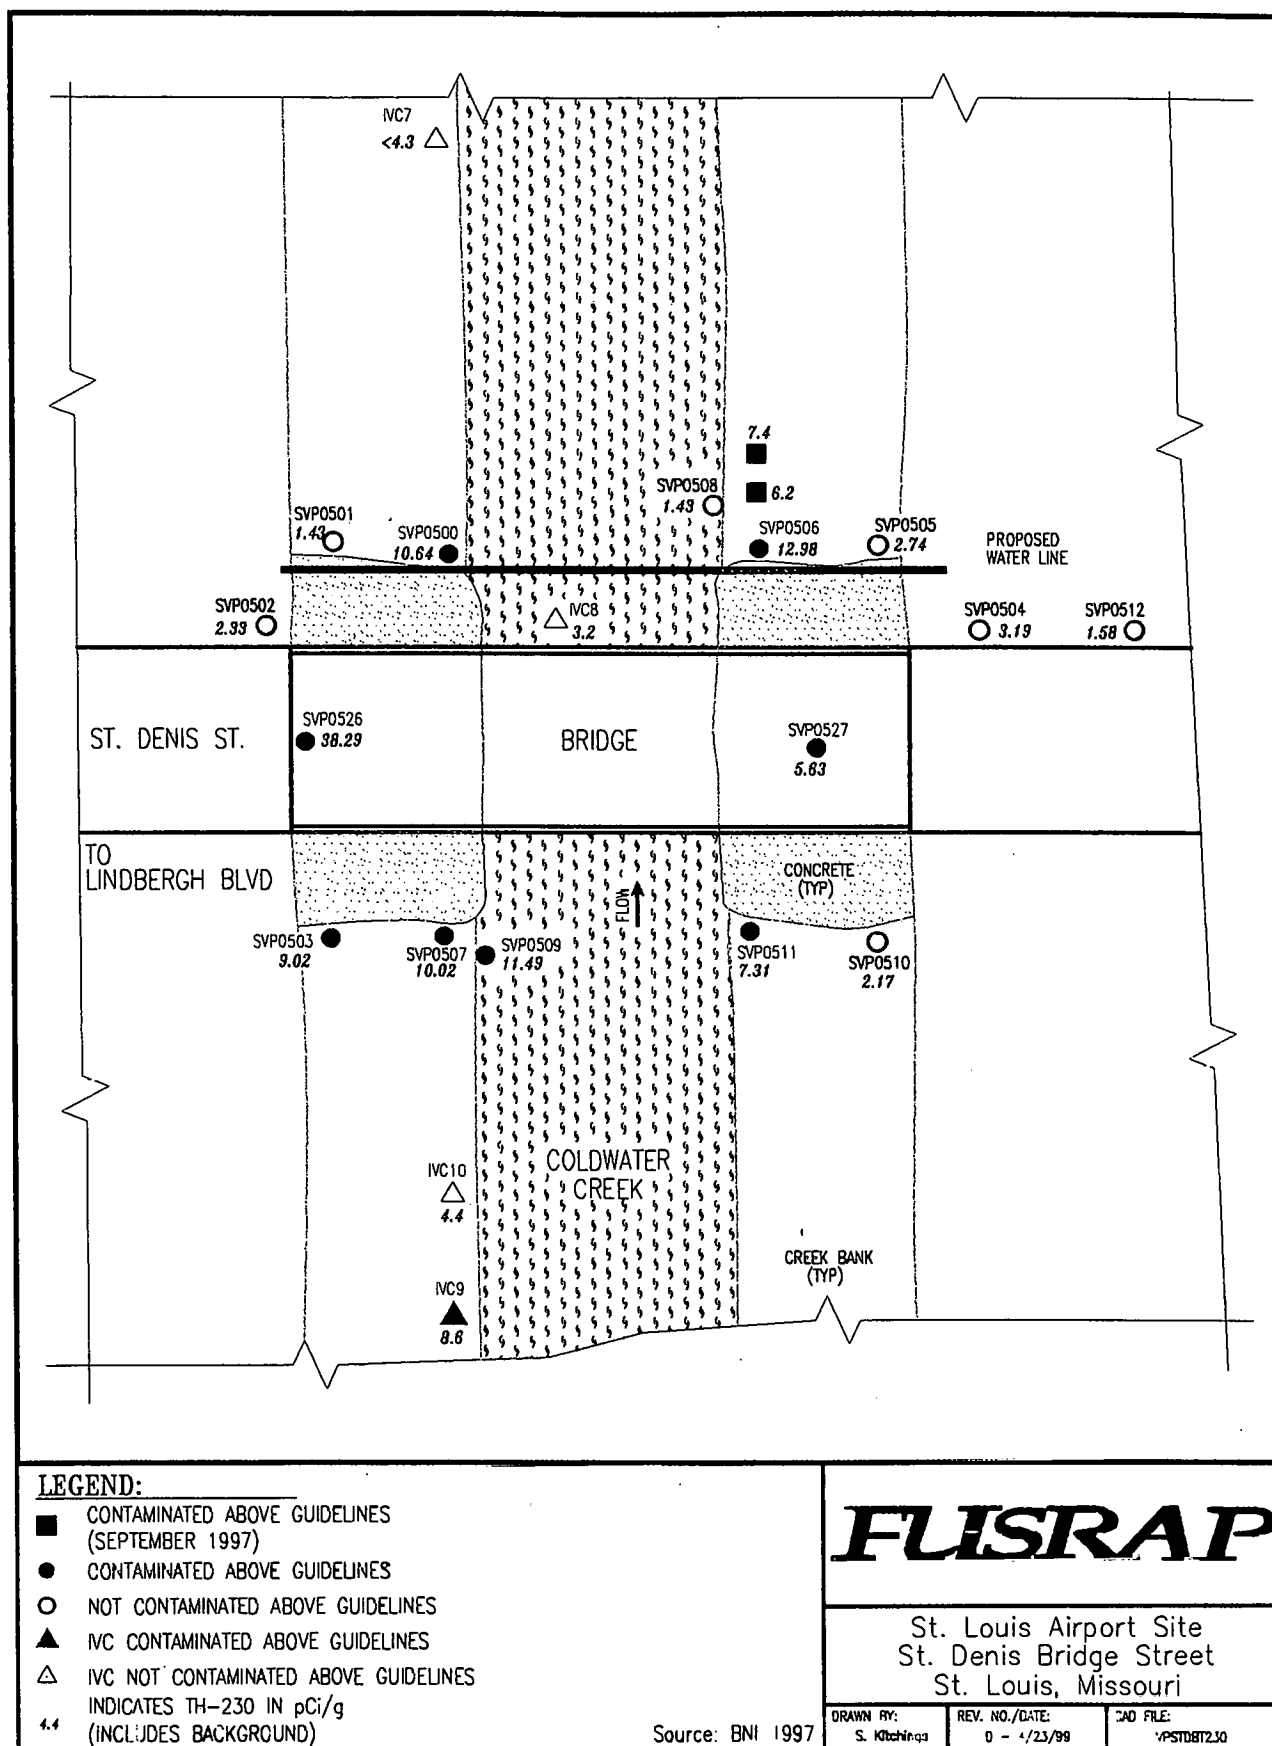 IVC7
<4.3
7.4
6.2
SVP0508
1.43
SVP0501
1.43
SVP0500
10.64
SVP0506
12.98
SVP0505
2.74
PROPOSED
WATER LINE
SVP0502
2.33
IVC8
3.2
SVP0504
3.19
SVP0512
1.58
ST. DENIS ST.
SVP0526
38.29
BRIDGE
SVP0527
5.63
TO
LINDBERGH BLVD
CONCRETE
(TYP)
FLOW
SVP0503
9.02
SVP0507
10.02
SVP0509
11.49
SVP0511
7.31
SVP0510
2.17
IVC10
4.4
COLDWATER
CREEK
CREEK BANK
(TYP)
IVC9
8.6
LEGEND:
CONTAMINATED ABOVE GUIDELINES
(SEPTEMBER 1997)
CONTAMINATED ABOVE GUIDELINES
NOT CONTAMINATED ABOVE GUIDELINES
IVC CONTAMINATED ABOVE GUIDELINES
IVC NOT CONTAMINATED ABOVE GUIDELINES
INDICATES TH-230 IN pCi/g
4.4 (INCLUDES BACKGROUND)
Source: BNI 1997
FUSRAP
St. Louis Airport Site
St. Denis Bridge Street
St. Louis, Missouri
DRAWN BY:
S. Kitchings
REV. NO./DATE:
0 - 4/23/99
CAD FILE: